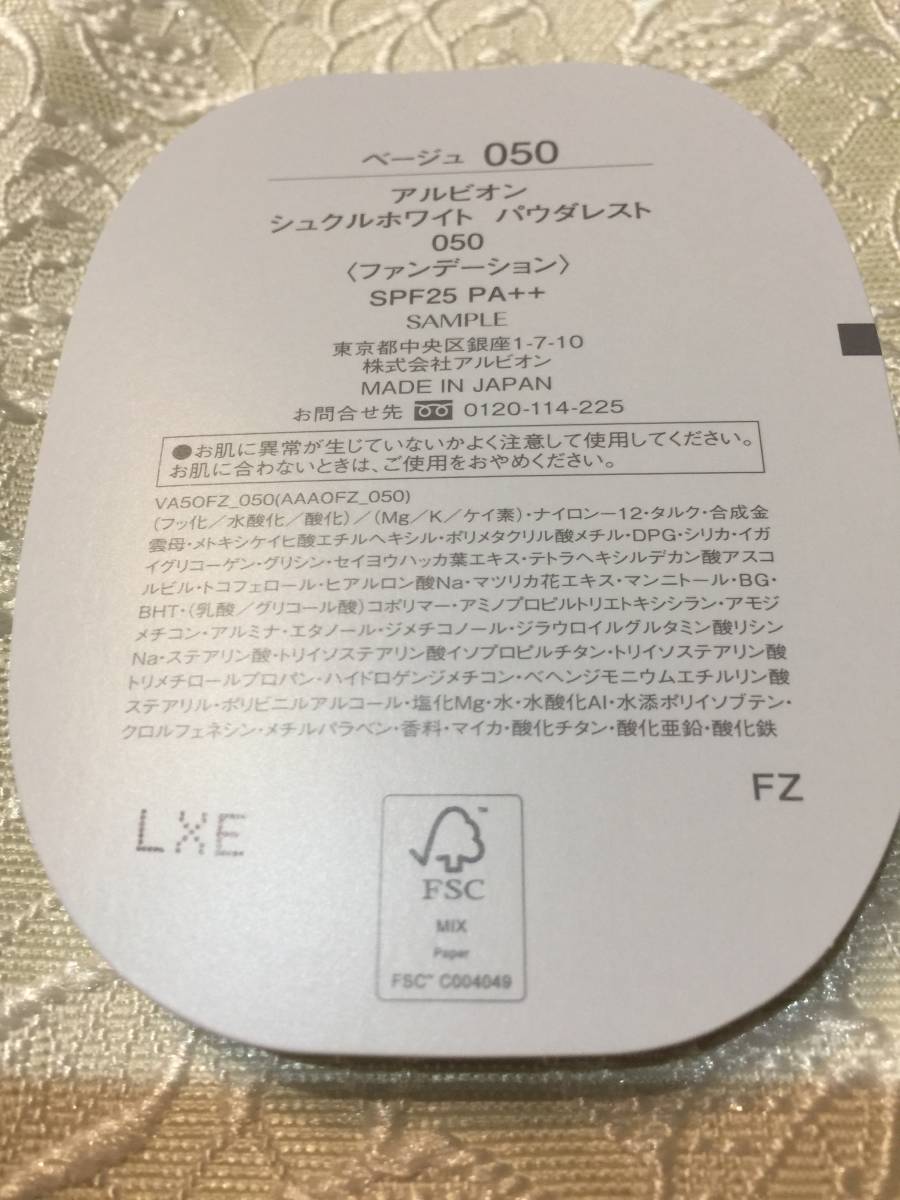 ベージュ 050
アルビオン
シュクルホワイト パウダレスト
050
〈ファンデーション〉
SPF25 PA++
SAMPLE
東京都中央区銀座1-7-10
株式会社アルビオン
MADE IN JAPAN
お問合せ先 0120-114-225
●お肌に異常が生じていないかよく注意して使用してください。
お肌に合わないときは、ご使用をおやめください。
VA5OFZ_050(AAAOFZ_050)
(フッ化/水酸化/酸化)/(Mg/K/ケイ素)・ナイロン-12・タルク・合成金
雲母・メトキシケイヒ酸エチルヘキシル・ポリメタクリル酸メチル・DPG・シリカ・イガ
イグリコーゲン・グリシン・セイヨウハッカ葉エキス・テトラヘキシルデカン酸アスコ
ルビル・トコフェロール・ヒアルロン酸Na・マツリカ花エキス・マンニトール・BG・
BHT・(乳酸/グリコール酸)コポリマー・アミノプロピルトリエトキシシラン・アモジ
メチコン・アルミナ・エタノール・ジメチコノール・ジラウロイルグルタミン酸リシン
Na・ステアリン酸・トリイソステアリン酸イソプロピルチタン・トリイソステアリン酸
トリメチロールプロパン・ハイドロゲンジメチコン・ベヘンジモニウムエチルリン酸
ステアリル・ポリビニルアルコール・塩化Mg・水・水酸化Al・水添ポリイソブテン・
クロルフェネシン・メチルパラベン・香料・マイカ・酸化チタン・酸化亜鉛・酸化鉄
FZ
LXE
FSC™
MIX
Paper
FSC™ C004049